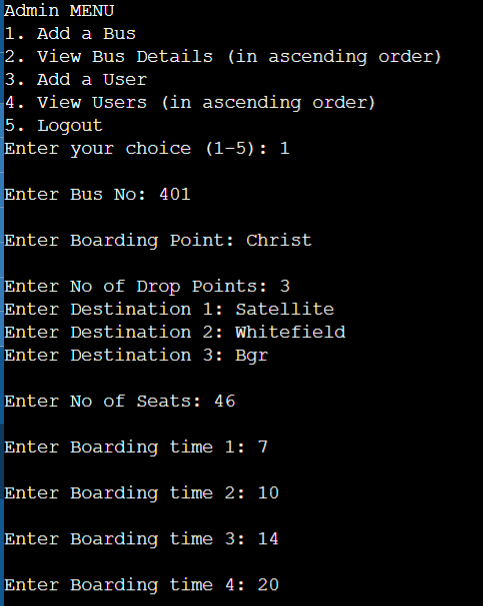 Admin MENU
1. Add a Bus
2. View Bus Details (in ascending order)
3. Add a User
4. View Users (in ascending order)
5. Logout
Enter your choice (1-5): 1
Enter Bus No: 401
Enter Boarding Point: Christ
Enter No of Drop Points: 3
Enter Destination 1: Satellite
Enter Destination 2: Whitefield
Enter Destination 3: Bgr
Enter No of Seats: 46
Enter Boarding time 1: 7
Enter Boarding time 2: 10
Enter Boarding time 3: 14
Enter Boarding time 4: 20